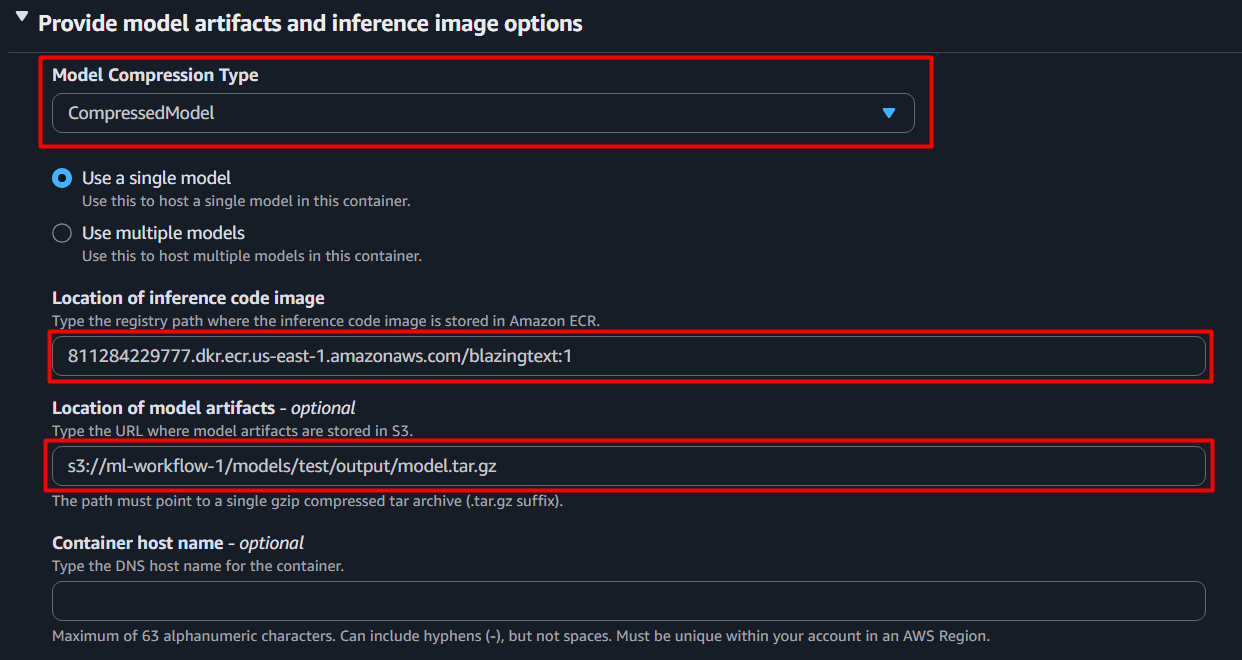 Provide model artifacts and inference image options
Model Compression Type
CompressedModel
Use a single model
Use this to host a single model in this container.
Use multiple models
Use this to host multiple models in this container.
Location of inference code image
Type the registry path where the inference code image is stored in Amazon ECR.
811284229777.dkr.ecr.us-east-1.amazonaws.com/blazingtext:1
Location of model artifacts - optional
Type the URL where model artifacts are stored in S3.
s3://ml-workflow-1/models/test/output/model.tar.gz
The path must point to a single gzip compressed tar archive (.tar.gz suffix).
Container host name - optional
Type the DNS host name for the container.
Maximum of 63 alphanumeric characters. Can include hyphens (-), but not spaces. Must be unique within your account in an AWS Region.